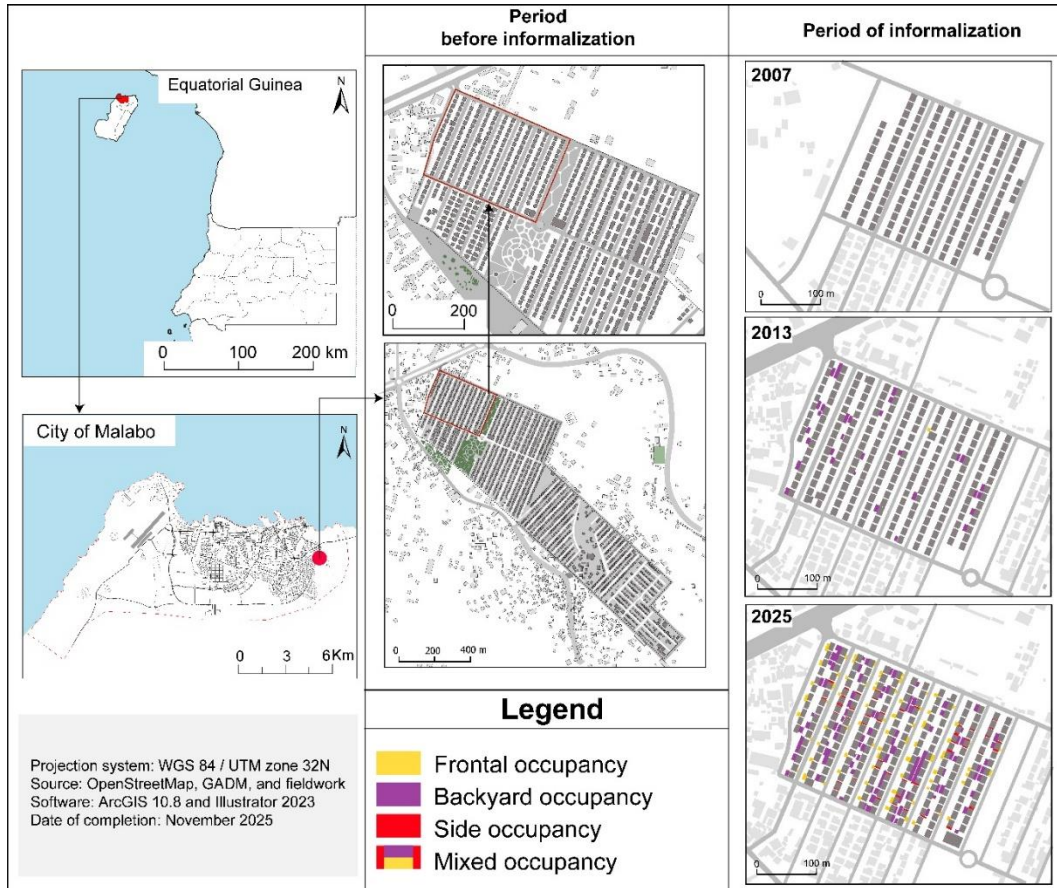 Period
before informalization
Period of informalization
Equatorial Guinea
N
0 100 200 km
City of Malabo
N
0 3 6Km
Projection system: WGS 84 / UTM zone 32N
Source: OpenStreetMap, GADM, and fieldwork
Software: ArcGIS 10.8 and Illustrator 2023
Date of completion: November 2025
N
0 200
N
0 200 400 m
Legend
Frontal occupancy
Backyard occupancy
Side occupancy
Mixed occupancy
2007
N
0 100 m
2013
N
0 100 m
2025
N
0 100 m